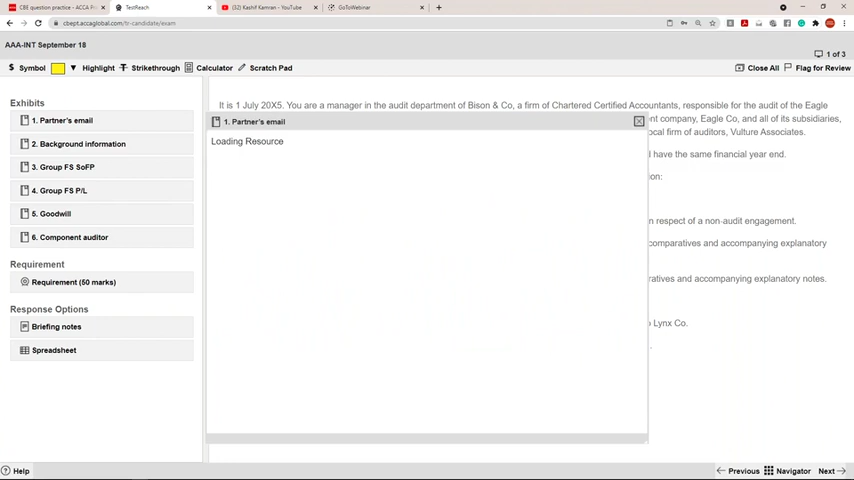 CBE question practice - ACCA Pra
TestReach
(32) Kashif Kamran - YouTube
GoToWebinar
cbept.accaglobal.com/tr-candidate/exam
AAA-INT September 18
1 of 3
$ Symbol
Highlight
Strikethrough
Calculator
Scratch Pad
Close All
Flag for Review
Exhibits
1. Partner's email
2. Background information
3. Group FS SoFP
4. Group FS P/L
5. Goodwill
6. Component auditor
Requirement
Requirement (50 marks)
Response Options
Briefing notes
Spreadsheet
It is 1 July 20X5. You are a manager in the audit department of Bison & Co, a firm of Chartered Certified Accountants, responsible for the audit of the Eagle
nt company, Eagle Co, and all of its subsidiaries,
ocal firm of auditors, Vulture Associates.
d have the same financial year end.
ion:
n respect of a non-audit engagement.
comparatives and accompanying explanatory
ratives and accompanying explanatory notes.
Lynx Co.
1. Partner's email
Loading Resource
Help
Previous
Navigator
Next